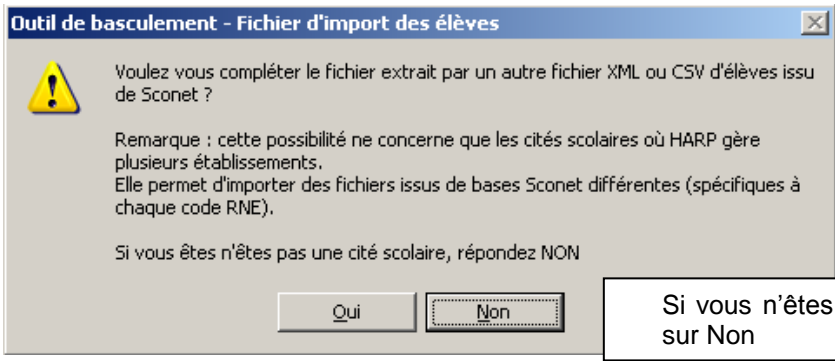 Outil de basculement - Fichier d'import des élèves
Voulez vous compléter le fichier extrait par un autre fichier XML ou CSV d'élèves issu
de Sconet ?
Remarque : cette possibilité ne concerne que les cités scolaires où HARP gère
plusieurs établissements.
Elle permet d'importer des fichiers issus de bases Sconet différentes (spécifiques à
chaque code RNE).
Si vous êtes n'êtes pas une cité scolaire, répondez NON
Oui
Non
Si vous n'êtes
sur Non